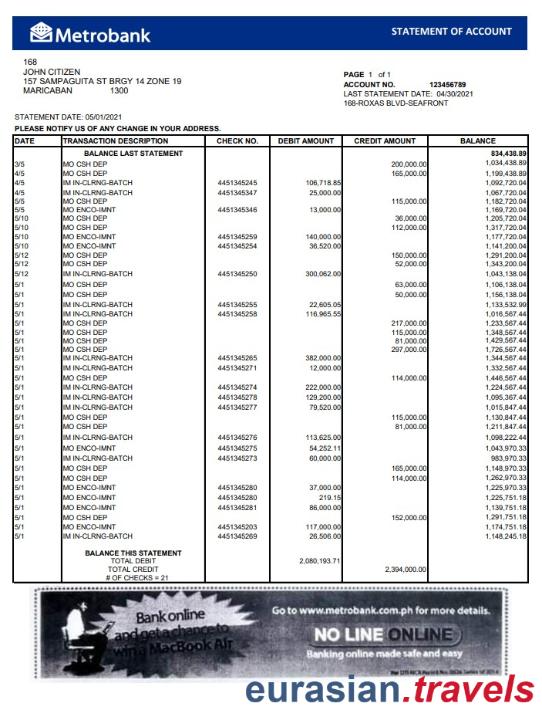 Metrobank
STATEMENT OF ACCOUNT
168
JOHN CITIZEN
157 SAMPAGUITA ST BRGY 14 ZONE 19
MARICABAN 1300
PAGE 1 of 1
ACCOUNT NO. 123456789
LAST STATEMENT DATE: 04/30/2021
168-ROXAS BLVD-SEAFRONT
STATEMENT DATE: 05/01/2021
PLEASE NOTIFY US OF ANY CHANGE IN YOUR ADDRESS.
DATE TRANSACTION DESCRIPTION CHECK NO. DEBIT AMOUNT CREDIT AMOUNT BALANCE
BALANCE LAST STATEMENT 834,438.89
3/5 MO CSH DEP 200,000.00 1,034,438.89
4/5 MO CSH DEP 165,000.00 1,199,438.89
4/5 IM IN-CLRNG-BATCH 4451345245 106,718.85 1,092,720.04
4/5 IM IN-CLRNG-BATCH 4451345347 25,000.00 1,067,720.04
5/5 MO CSH DEP 115,000.00 1,182,720.04
5/5 MO ENCO-IMNT 4451345346 13,000.00 1,169,720.04
5/10 MO CSH DEP 36,000.00 1,205,720.04
5/10 MO CSH DEP 112,000.00 1,317,720.04
5/10 MO ENCO-IMNT 4451345259 140,000.00 1,177,720.04
5/10 MO ENCO-IMNT 4451345254 36,520.00 1,141,200.04
5/12 MO CSH DEP 150,000.00 1,291,200.04
5/12 MO CSH DEP 52,000.00 1,343,200.04
5/12 IM IN-CLRNG-BATCH 4451345250 300,062.00 1,043,138.04
5/1 MO CSH DEP 63,000.00 1,106,138.04
5/1 MO CSH DEP 50,000.00 1,156,138.04
5/1 IM IN-CLRNG-BATCH 4451345255 22,605.05 1,133,532.99
5/1 IM IN-CLRNG-BATCH 4451345258 116,965.55 1,016,567.44
5/1 MO CSH DEP 217,000.00 1,233,567.44
5/1 MO CSH DEP 115,000.00 1,348,567.44
5/1 MO CSH DEP 81,000.00 1,429,567.44
5/1 MO CSH DEP 297,000.00 1,726,567.44
5/1 IM IN-CLRNG-BATCH 4451345265 382,000.00 1,344,567.44
5/1 IM IN-CLRNG-BATCH 4451345271 12,000.00 1,332,567.44
5/1 MO CSH DEP 114,000.00 1,446,567.44
5/1 IM IN-CLRNG-BATCH 4451345274 222,000.00 1,224,567.44
5/1 IM IN-CLRNG-BATCH 4451345278 129,200.00 1,095,367.44
5/1 IM IN-CLRNG-BATCH 4451345277 79,520.00 1,015,847.44
5/1 MO CSH DEP 115,000.00 1,130,847.44
5/1 MO CSH DEP 81,000.00 1,211,847.44
5/1 IM IN-CLRNG-BATCH 4451345276 113,625.00 1,098,222.44
5/1 MO ENCO-IMNT 4451345275 54,252.11 1,043,970.33
5/1 IM IN-CLRNG-BATCH 4451345273 60,000.00 983,970.33
5/1 MO CSH DEP 165,000.00 1,148,970.33
5/1 MO CSH DEP 114,000.00 1,262,970.33
5/1 MO ENCO-IMNT 4451345280 37,000.00 1,225,970.33
5/1 MO ENCO-IMNT 4451345280 219.15 1,225,751.18
5/1 MO ENCO-IMNT 4451345281 86,000.00 1,139,751.18
5/1 MO CSH DEP 152,000.00 1,291,751.18
5/1 MO ENCO-IMNT 4451345203 117,000.00 1,174,751.18
5/1 IM IN-CLRNG-BATCH 4451345269 26,506.00 1,148,245.18
BALANCE THIS STATEMENT
TOTAL DEBIT 2,080,193.71
TOTAL CREDIT 2,394,000.00
# OF CHECKS = 21
Bank online
and get a chance to
win a MacBook Air
Go to www.metrobank.com.ph for more details.
NO LINE ONLINE
Banking online made safe and easy
eurasian.travels